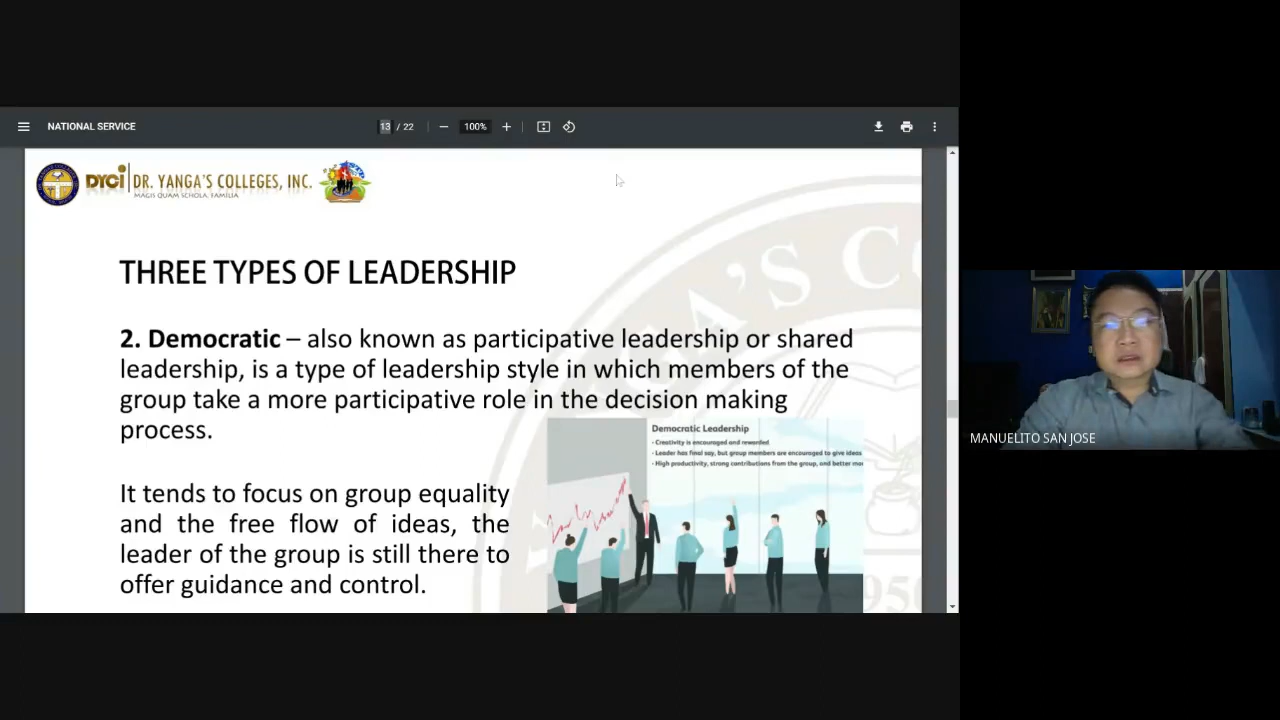 NATIONAL SERVICE
13 / 22
100%
DYCI DR. YANGA'S COLLEGES, INC.
MAGIS QUAM SCHOLA, FAMILIA
THREE TYPES OF LEADERSHIP
2. Democratic – also known as participative leadership or shared
leadership, is a type of leadership style in which members of the
group take a more participative role in the decision making
process.
It tends to focus on group equality
and the free flow of ideas, the
leader of the group is still there to
offer guidance and control.
Democratic Leadership
- Creativity is encouraged and rewarded
- Leader has final say, but group members are encouraged to give ideas
- High productivity, strong contributions from the group, and better mo
MANUELITO SAN JOSE